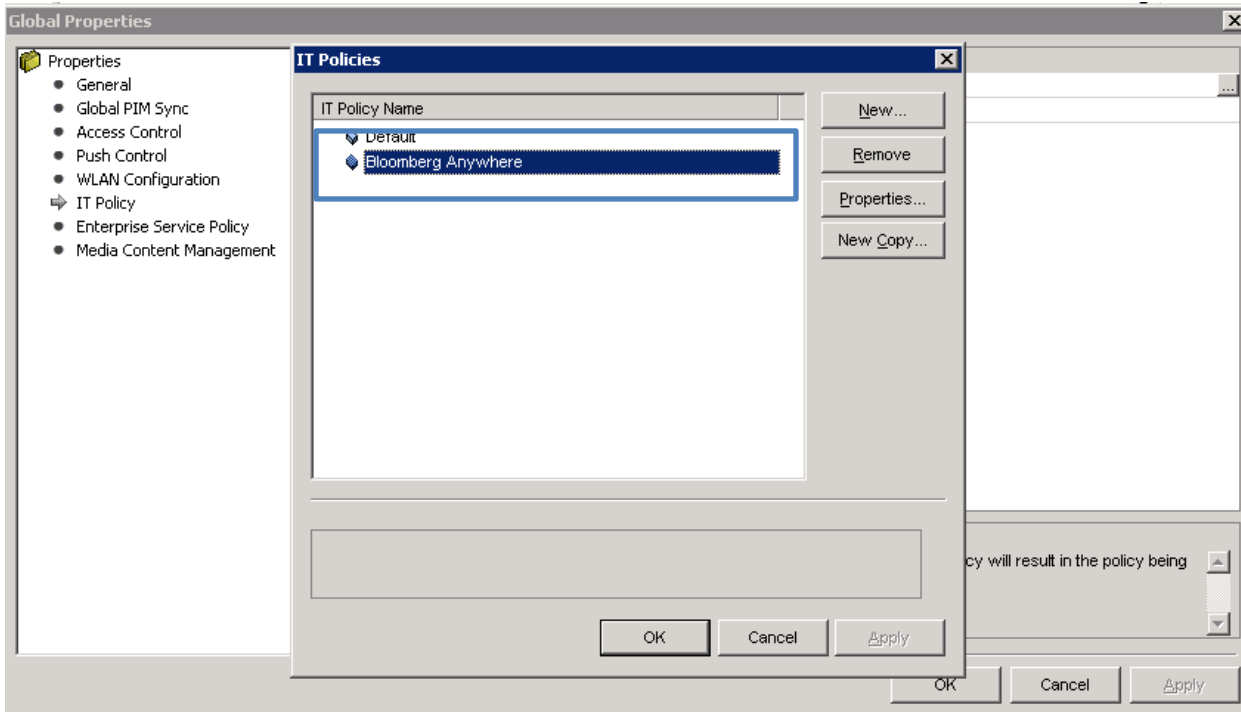 Global Properties
Properties
General
Global PIM Sync
Access Control
Push Control
WLAN Configuration
IT Policy
Enterprise Service Policy
Media Content Management
IT Policies
IT Policy Name
Default
Bloomberg Anywhere
New...
Remove
Properties...
New Copy...
OK Cancel Apply
...
cy will result in the policy being
OK Cancel Apply